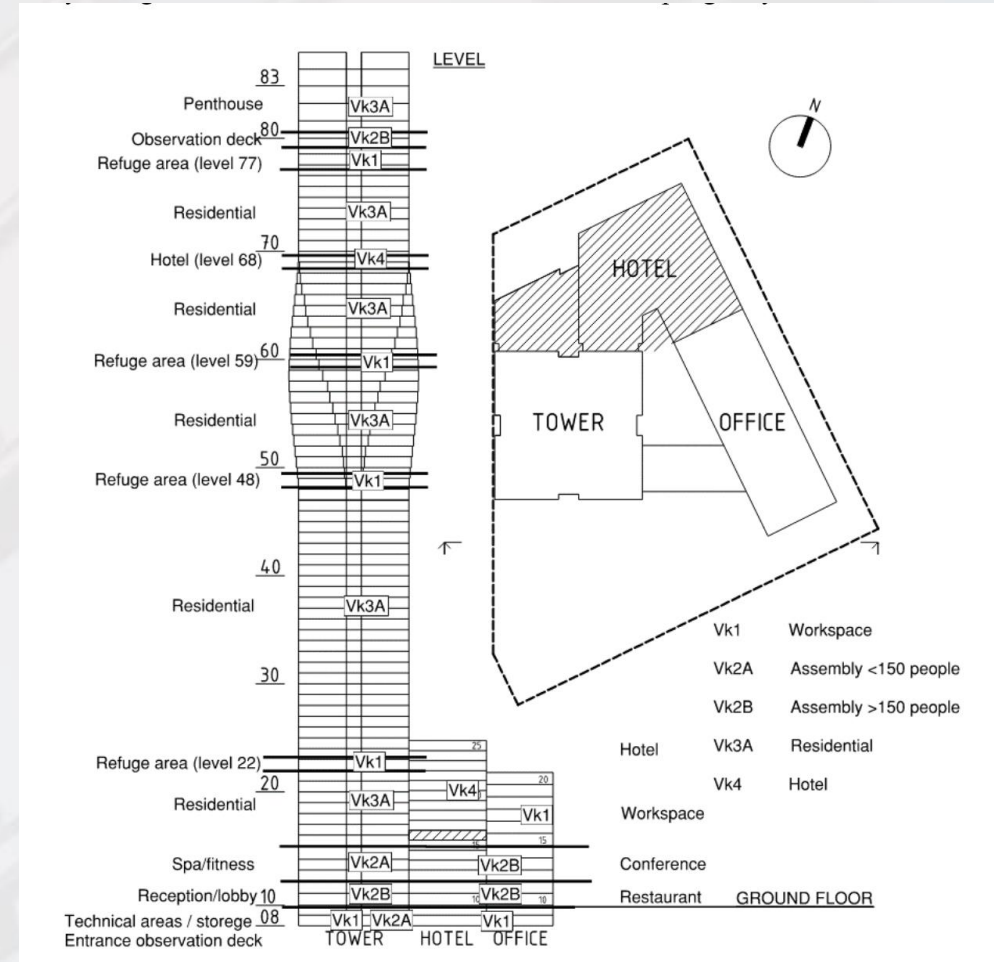 LEVEL
83
Penthouse
Vk3A
80
Observation deck
Vk2B
Refuge area (level 77)
Vk1
N
Residential
Vk3A
70
Hotel (level 68)
Vk4
HOTEL
Residential
Vk3A
60
Refuge area (level 59)
Vk1
Residential
Vk3A
TOWER
OFFICE
50
Refuge area (level 48)
Vk1
40
Residential
Vk3A
Vk1 Workspace
Vk2A Assembly <150 people
30
Vk2B Assembly >150 people
25
Hotel
Vk3A Residential
Refuge area (level 22)
Vk1
20
20
Vk4
Vk4 Hotel
Residential
Vk3A
Vk1
Workspace
15
Spa/fitness
Vk2A
Vk2B
Conference
Reception/lobby
10
Vk2B
10
Vk2B
10
Restaurant
GROUND FLOOR
Technical areas / storege
08
Vk1
Vk2A
Vk1
Entrance observation deck
TOWER
HOTEL
OFFICE